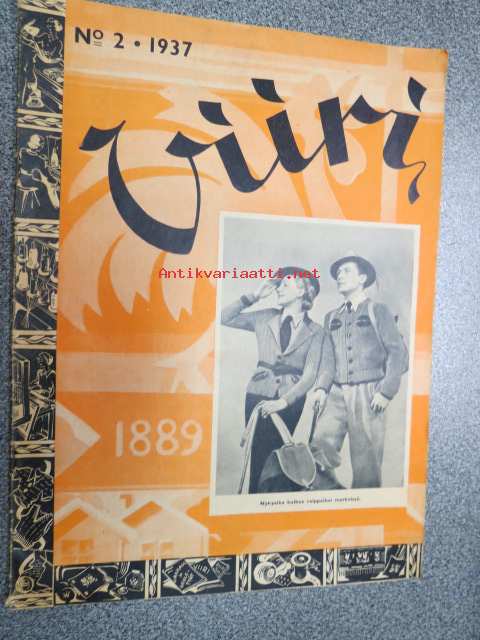 Nº 2 • 1937
Viiri
Antikvariaatti.net
1889